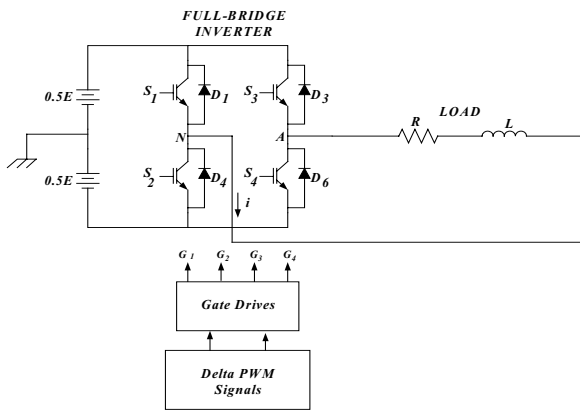 FULL-BRIDGE
INVERTER
0.5E
S1
D1
S3
D3
LOAD
R
L
N
A
0.5E
S2
D4
S4
D6
i
G1
G2
G3
G4
Gate Drives
Delta PWM
Signals